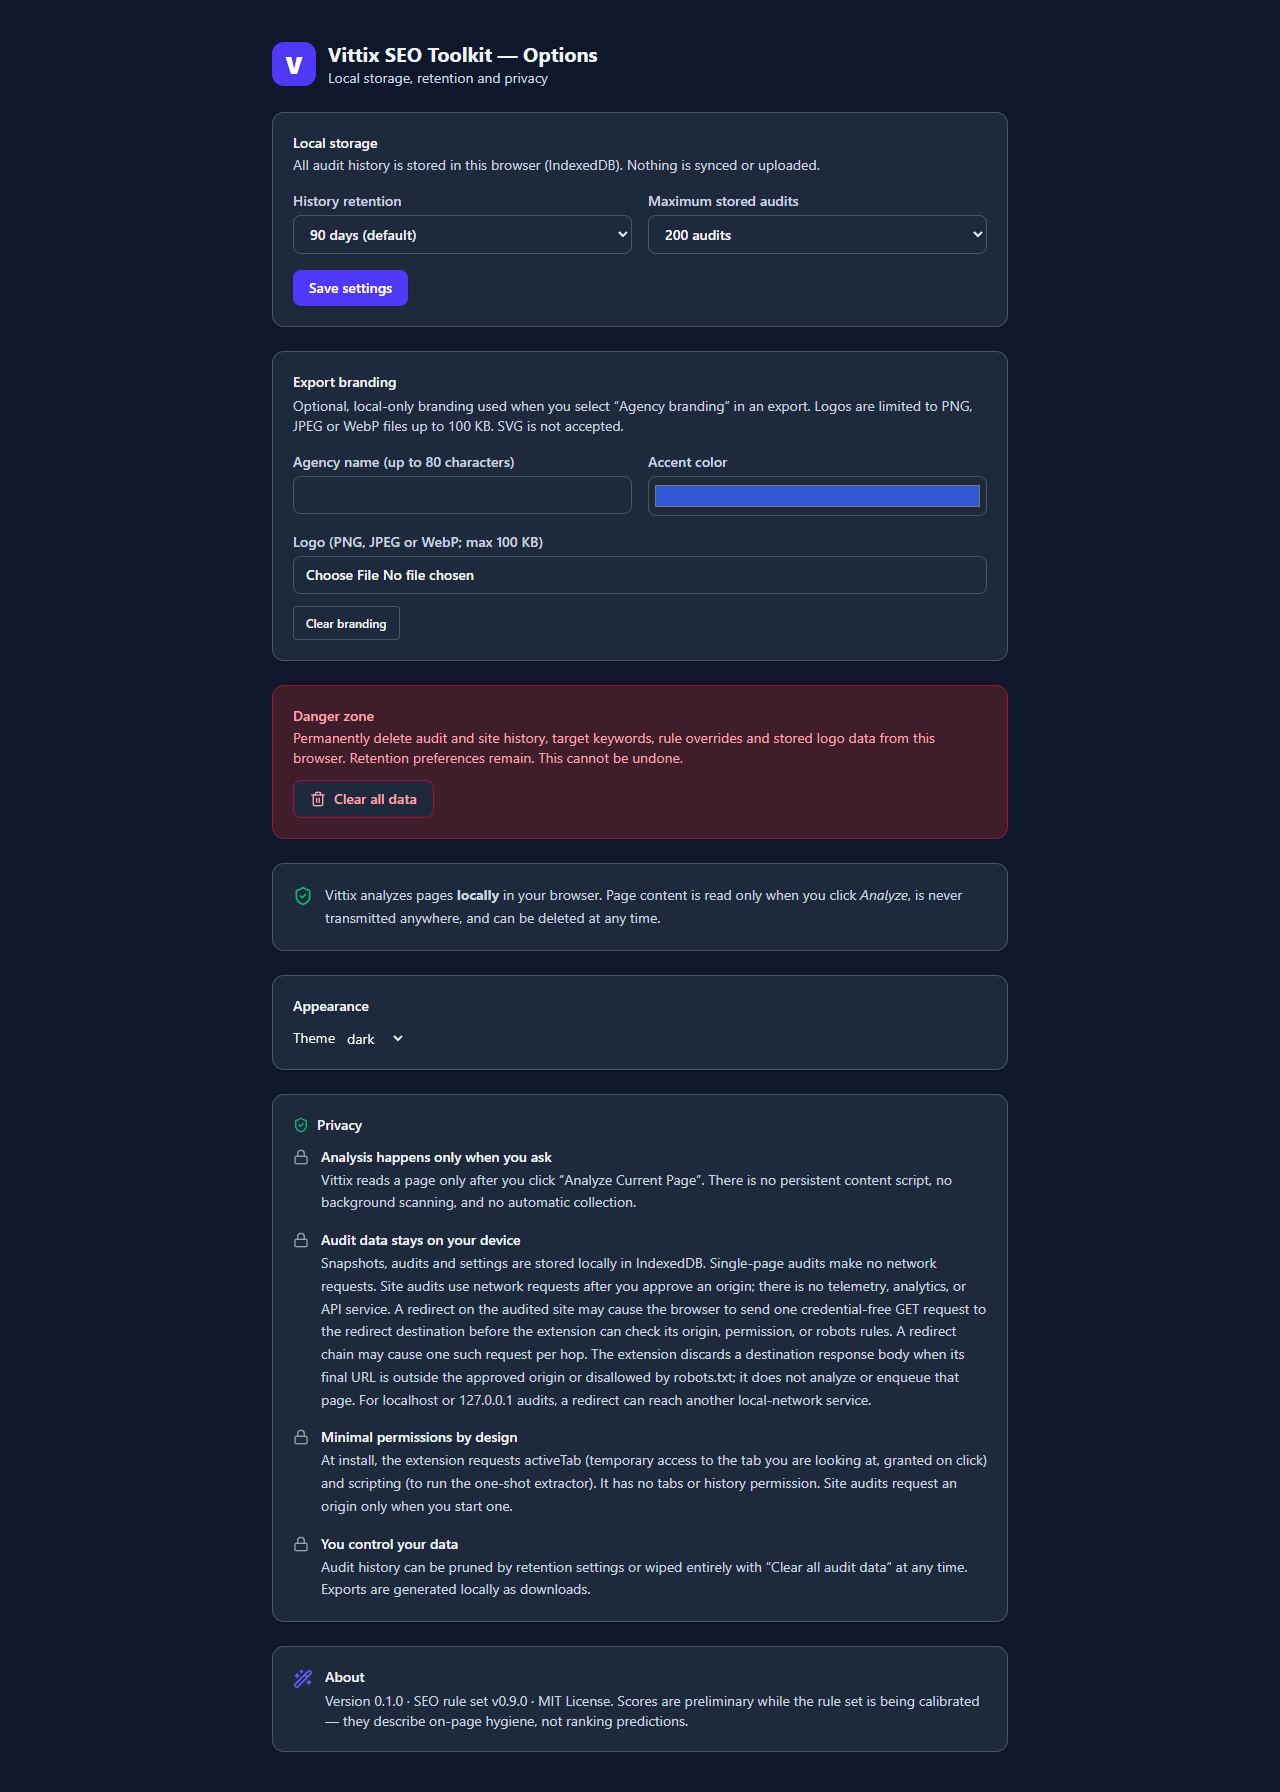 V
Vittix SEO Toolkit — Options
Local storage, retention and privacy
Local storage
All audit history is stored in this browser (IndexedDB). Nothing is synced or uploaded.
History retention
Maximum stored audits
90 days (default)
200 audits
Save settings
Export branding
Optional, local-only branding used when you select “Agency branding” in an export. Logos are limited to PNG,
JPEG or WebP files up to 100 KB. SVG is not accepted.
Agency name (up to 80 characters)
Accent color
Logo (PNG, JPEG or WebP; max 100 KB)
Choose File No file chosen
Clear branding
Danger zone
Permanently delete audit and site history, target keywords, rule overrides and stored logo data from this
browser. Retention preferences remain. This cannot be undone.
Clear all data
Vittix analyzes pages locally in your browser. Page content is read only when you click Analyze, is never
transmitted anywhere, and can be deleted at any time.
Appearance
Theme dark
Privacy
Analysis happens only when you ask
Vittix reads a page only after you click “Analyze Current Page”. There is no persistent content script, no
background scanning, and no automatic collection.
Audit data stays on your device
Snapshots, audits and settings are stored locally in IndexedDB. Single-page audits make no network
requests. Site audits use network requests after you approve an origin; there is no telemetry, analytics, or
API service. A redirect on the audited site may cause the browser to send one credential-free GET request to
the redirect destination before the extension can check its origin, permission, or robots rules. A redirect
chain may cause one such request per hop. The extension discards a destination response body when its
final URL is outside the approved origin or disallowed by robots.txt; it does not analyze or enqueue that
page. For localhost or 127.0.0.1 audits, a redirect can reach another local-network service.
Minimal permissions by design
At install, the extension requests activeTab (temporary access to the tab you are looking at, granted on click)
and scripting (to run the one-shot extractor). It has no tabs or history permission. Site audits request an
origin only when you start one.
You control your data
Audit history can be pruned by retention settings or wiped entirely with “Clear all audit data” at any time.
Exports are generated locally as downloads.
About
Version 0.1.0 · SEO rule set v0.9.0 · MIT License. Scores are preliminary while the rule set is being calibrated
— they describe on-page hygiene, not ranking predictions.